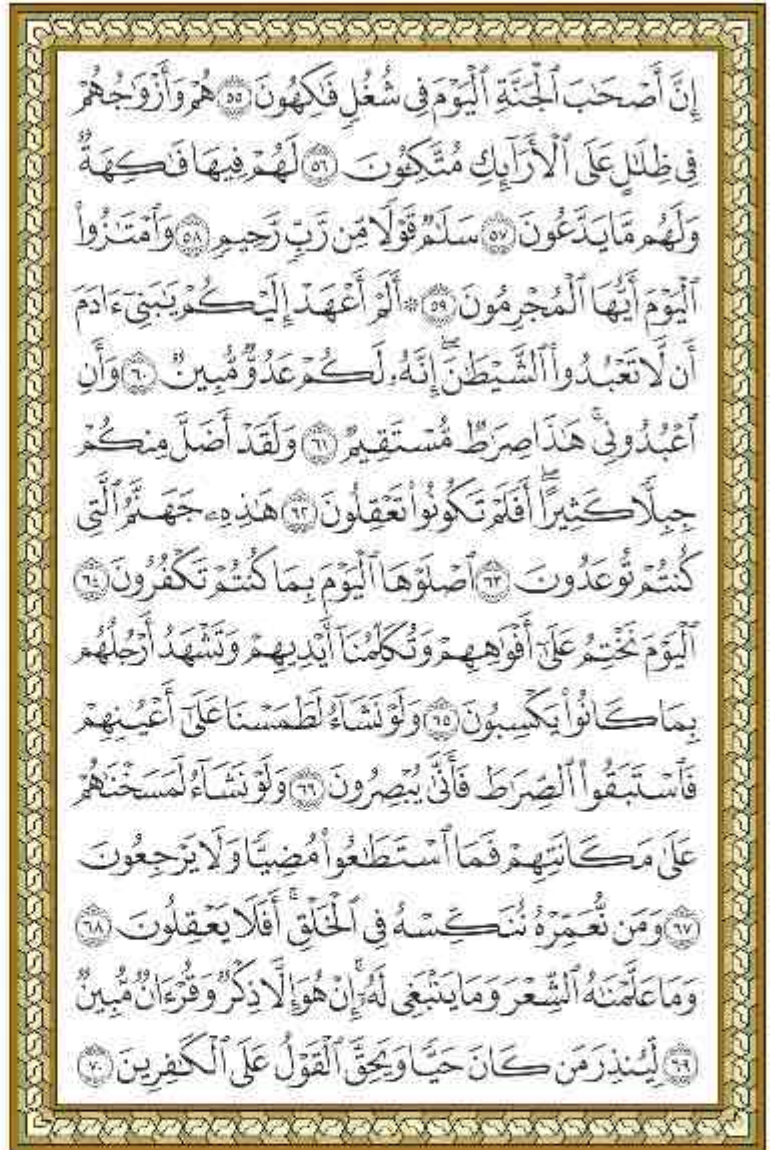 إِنَّ أَصْحَٰبَ ٱلْجَنَّةِ ٱلْيَوْمَ فِى شُغُلٍ فَٰكِهُونَ ٥٥ هُمْ وَأَزْوَٰجُهُمْ
فِى ظِلَٰلٍ عَلَى ٱلْأَرَآئِكِ مُتَّكِـُٔونَ ٥٦ لَهُمْ فِيهَا فَٰكِهَةٌ
وَلَهُم مَّا يَدَّعُونَ ٥٧ سَلَٰمٌ قَوْلًا مِّن رَّبٍّ رَّحِيمٍ ٥٨ وَٱمْتَٰزُوا۟
ٱلْيَوْمَ أَيُّهَا ٱلْمُجْرِمُونَ ٥٩ ۞ أَلَمْ أَعْهَدْ إِلَيْكُمْ يَٰبَنِىٓ ءَادَمَ
أَن لَّا تَعْبُدُوا۟ ٱلشَّيْطَٰنَ ۖ إِنَّهُۥ لَكُمْ عَدُوٌّ مُّبِينٌ ٦٠ وَأَنِ
ٱعْبُدُونِى ۚ هَٰذَا صِرَٰطٌ مُّسْتَقِيمٌ ٦١ وَلَقَدْ أَضَلَّ مِنكُمْ
جِبِلًّا كَثِيرًا ۖ أَفَلَمْ تَكُونُوا۟ تَعْقِلُونَ ٦٢ هَٰذِهِۦ جَهَنَّمُ ٱلَّتِى
كُنتُمْ تُوعَدُونَ ٦٣ ٱصْلَوْهَا ٱلْيَوْمَ بِمَا كُنتُمْ تَكْفُرُونَ ٦٤
ٱلْيَوْمَ نَخْتِمُ عَلَىٰٓ أَفْوَٰهِهِمْ وَتُكَلِّمُنَآ أَيْدِيهِمْ وَتَشْهَدُ أَرْجُلُهُم
بِمَا كَانُوا۟ يَكْسِبُونَ ٦٥ وَلَوْ نَشَآءُ لَطَمَسْنَا عَلَىٰٓ أَعْيُنِهِمْ
فَٱسْتَبَقُوا۟ ٱلصِّرَٰطَ فَأَنَّىٰ يُبْصِرُونَ ٦٦ وَلَوْ نَشَآءُ لَمَسَخْنَٰهُمْ
عَلَىٰ مَكَانَتِهِمْ فَمَا ٱسْتَطَٰعُوا۟ مُضِيًّا وَلَا يَرْجِعُونَ
٦٧ وَمَن نُّعَمِّرْهُ نُنَكِّسْهُ فِى ٱلْخَلْقِ ۖ أَفَلَا يَعْقِلُونَ ٦٨
وَمَا عَلَّمْنَٰهُ ٱلشِّعْرَ وَمَا يَنۢبَغِى لَهُۥٓ ۚ إِنْ هُوَ إِلَّا ذِكْرٌ وَقُرْءَانٌ مُّبِينٌ
٦٩ لِّيُنذِرَ مَن كَانَ حَيًّا وَيَحِقَّ ٱلْقَوْلُ عَلَى ٱلْكَٰفِرِينَ ٧٠